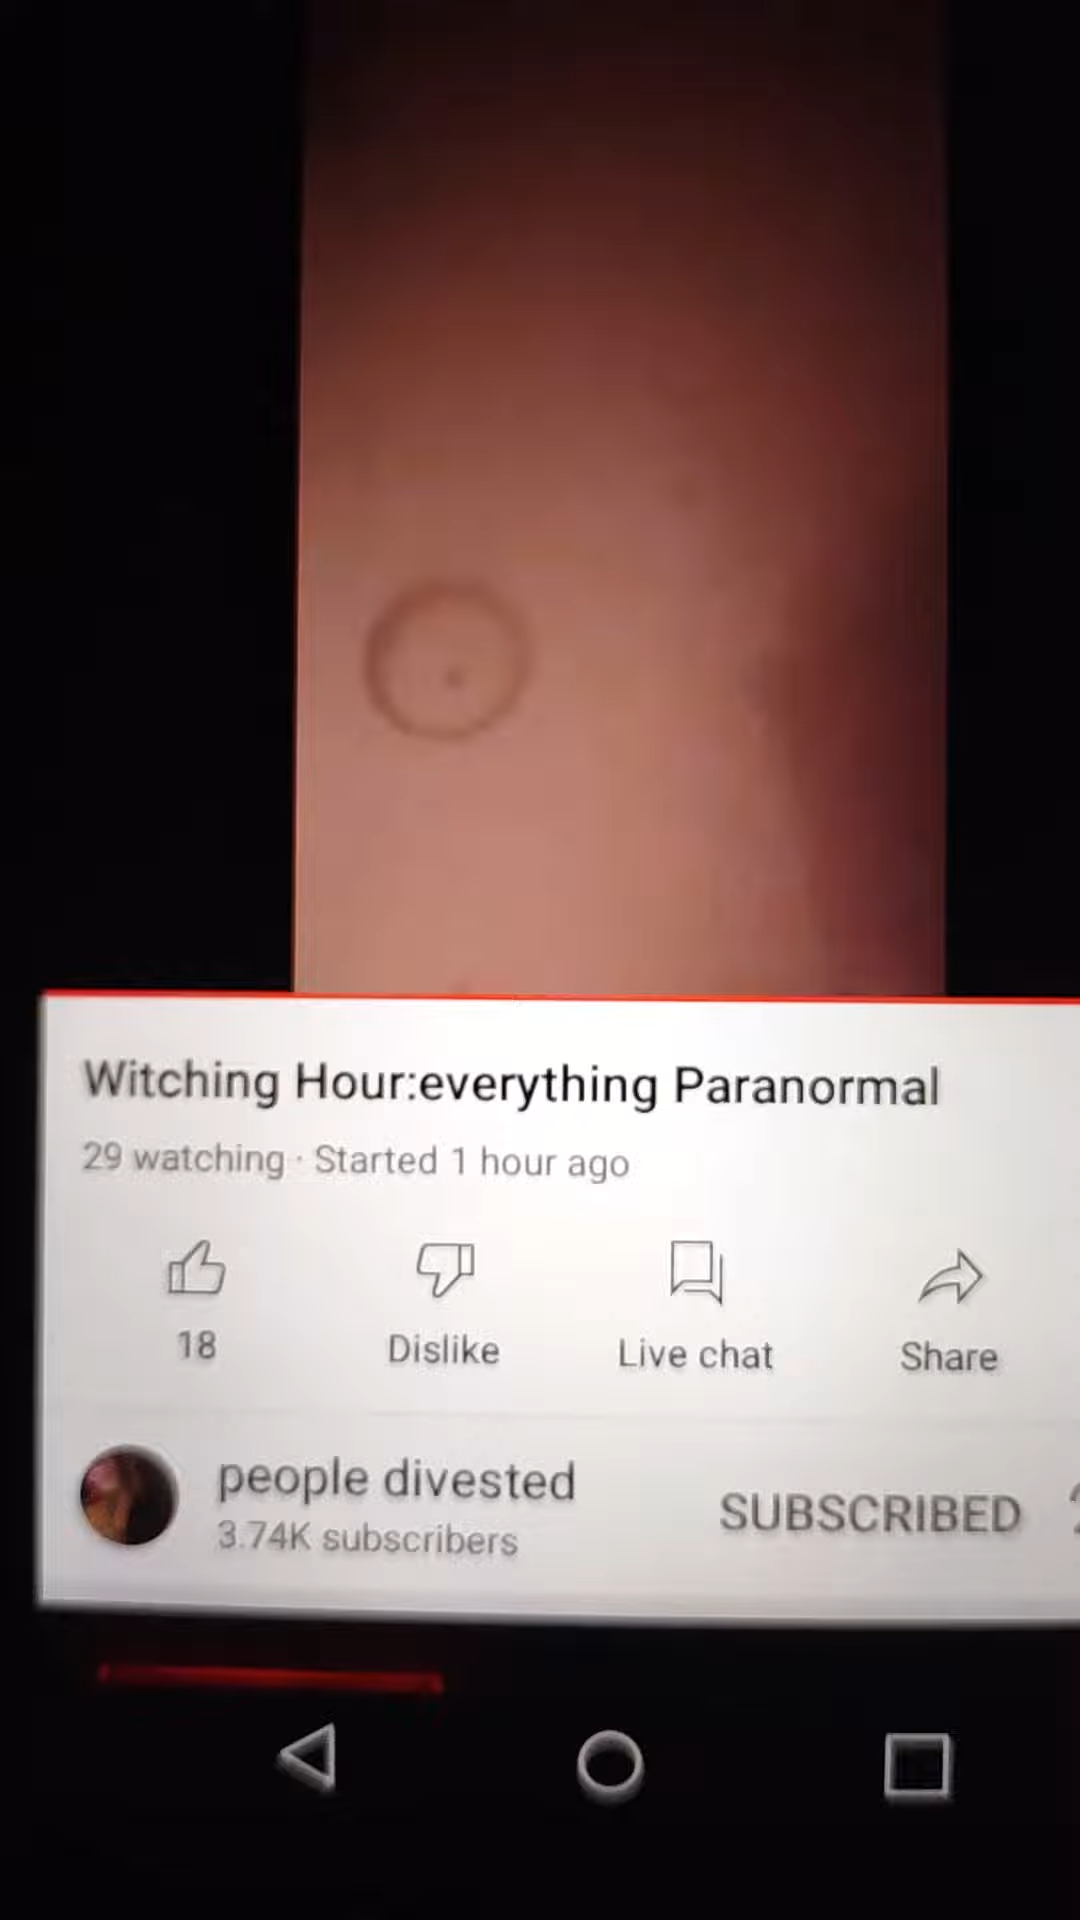 Witching Hour:everything Paranormal
29 watching · Started 1 hour ago
18
Dislike
Live chat
Share
people divested
3.74K subscribers
SUBSCRIBED